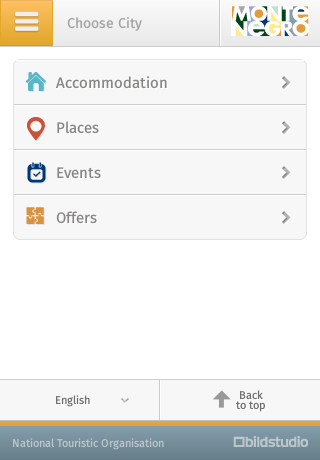 Choose City
MONTE
NEGRO
Accommodation
Places
Events
Offers
English
Back
to top
National Touristic Organisation
bildstudio